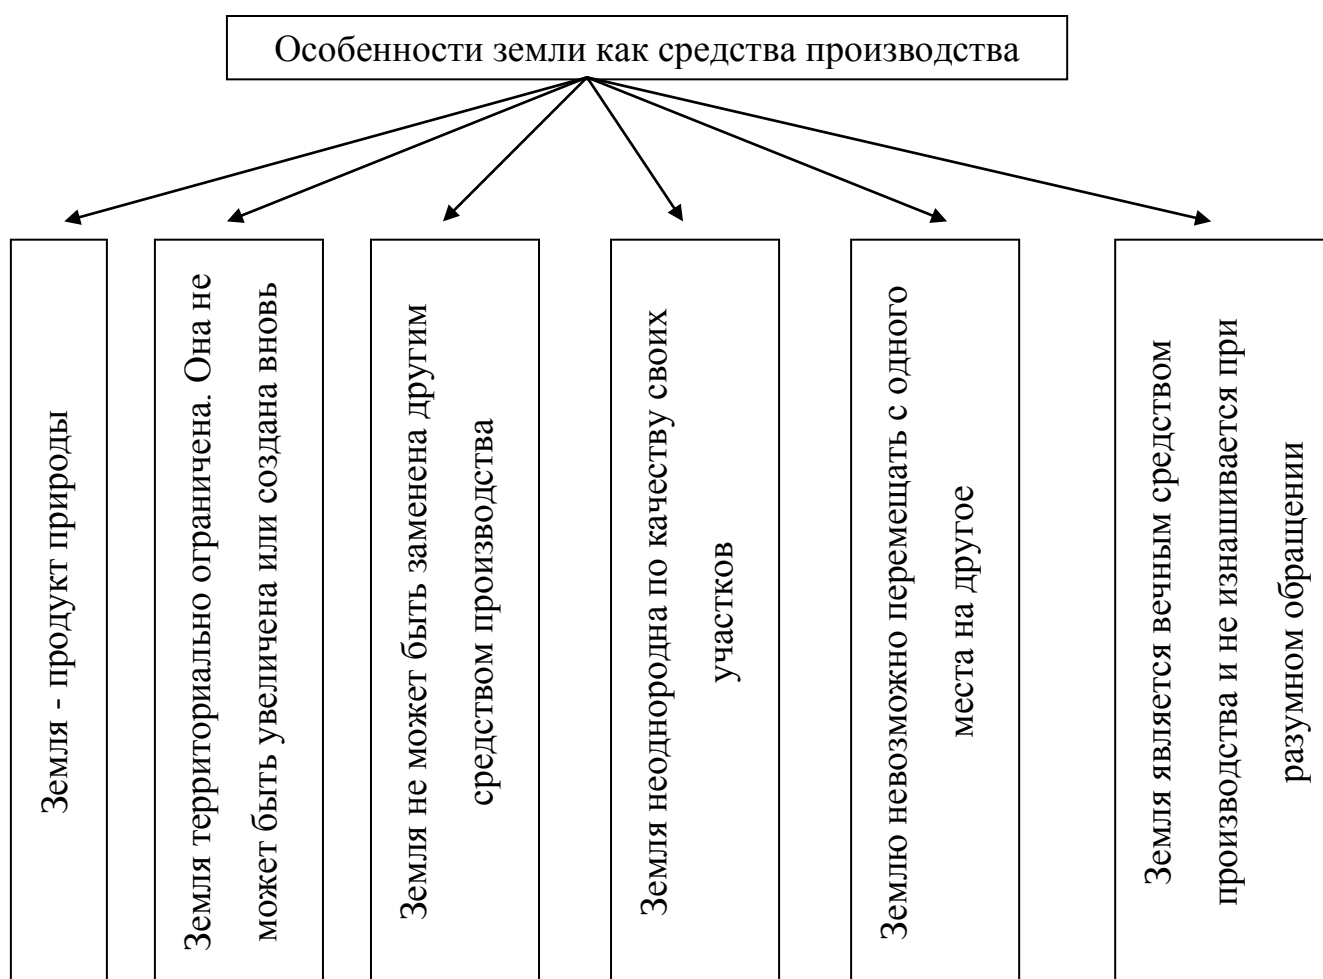 Особенности земли как средства производства
Земля - продукт природы
Земля территориально ограничена. Она не
может быть увеличена или создана вновь
Земля не может быть заменена другим
средством производства
Земля неоднородна по качеству своих
участков
Землю невозможно перемещать с одного
места на другое
Земля является вечным средством
производства и не изнашивается при
разумном обращении